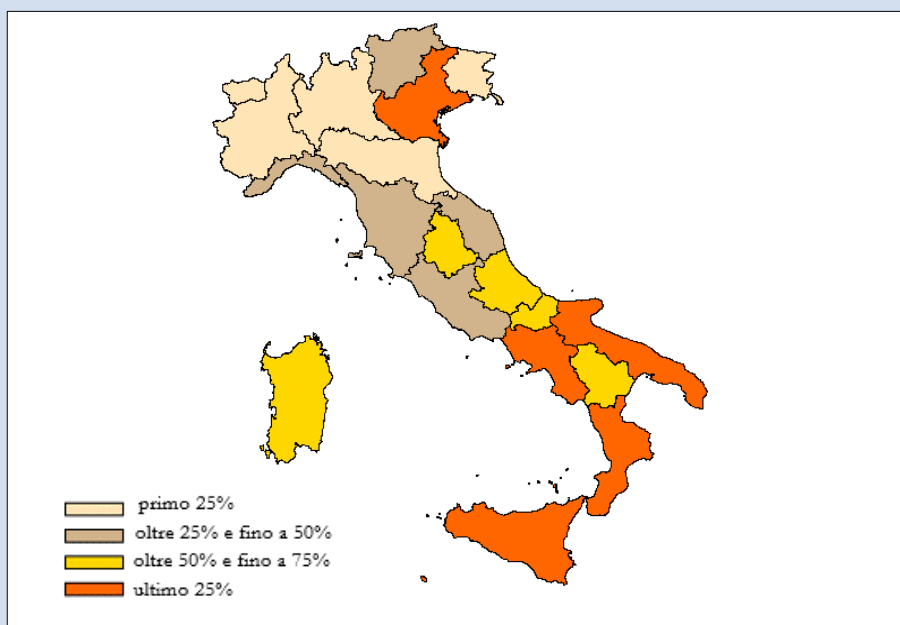 primo 25%
oltre 25% e fino a 50%
oltre 50% e fino a 75%
ultimo 25%